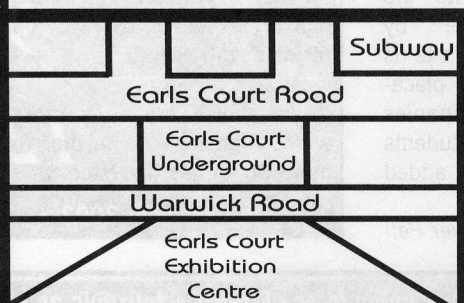 Subway
Earls Court Road
Earls Court
Underground
Warwick Road
Earls Court
Exhibition
Centre